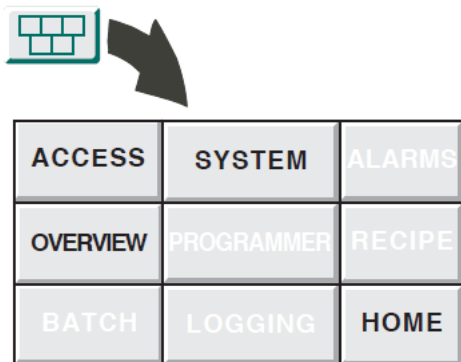 ACCESS SYSTEM ALARMS
OVERVIEW PROGRAMMER RECIPE
BATCH LOGGING HOME